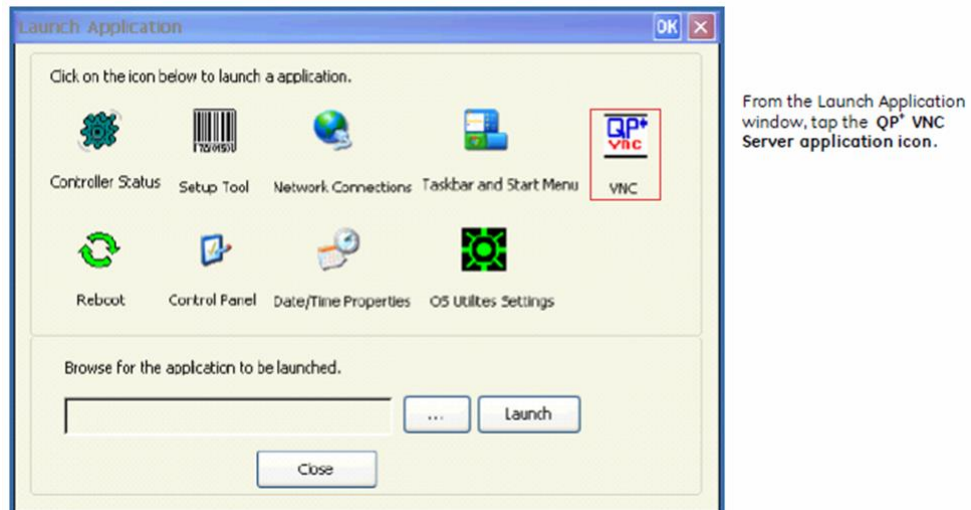 Launch Application
OK
Click on the icon below to launch a application.
Controller Status
Setup Tool
Network Connections
Taskbar and Start Menu
QP+
VNC
VNC
Reboot
Control Panel
Date/Time Properties
OS Utilites Settings
Browse for the application to be launched.
...
Launch
Close
From the Launch Application
window, tap the QP+ VNC
Server application icon.